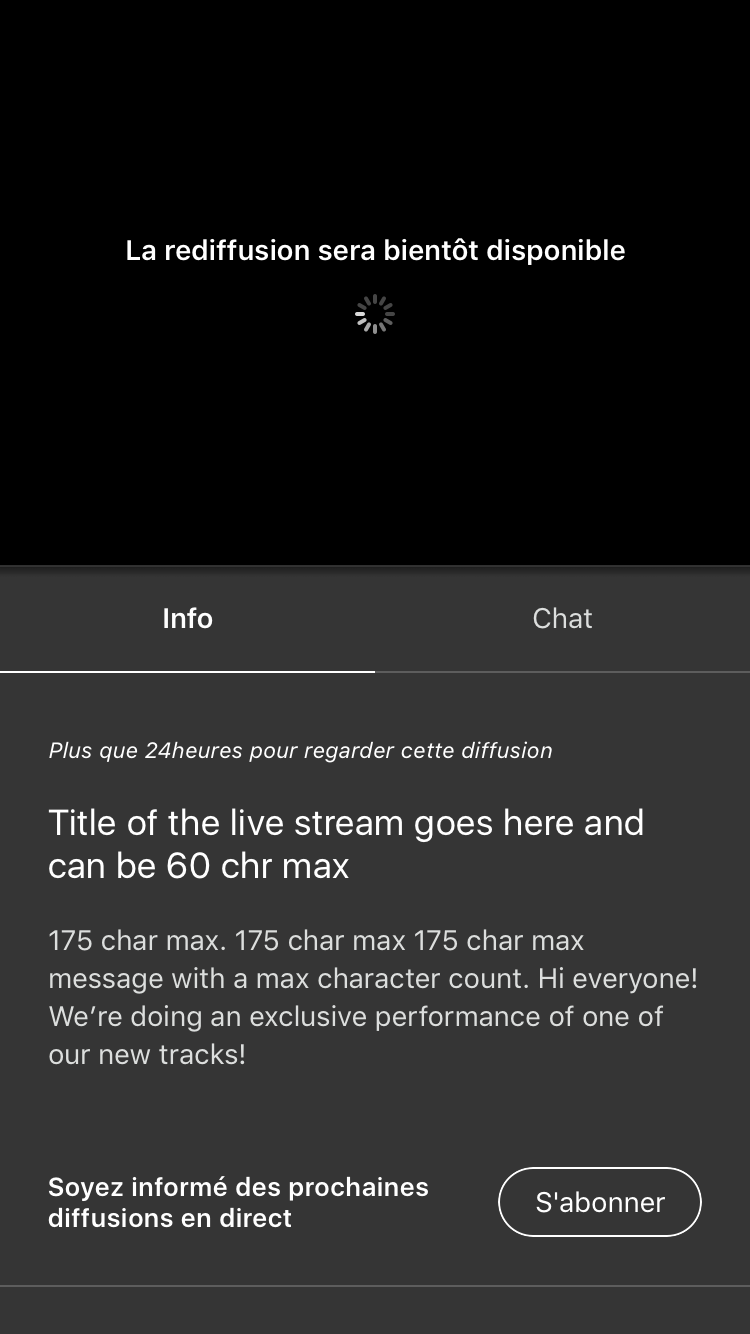 La rediffusion sera bientôt disponible
Info
Chat
Plus que 24heures pour regarder cette diffusion
Title of the live stream goes here and
can be 60 chr max
175 char max. 175 char max 175 char max
message with a max character count. Hi everyone!
We’re doing an exclusive performance of one of
our new tracks!
Soyez informé des prochaines
diffusions en direct
S'abonner